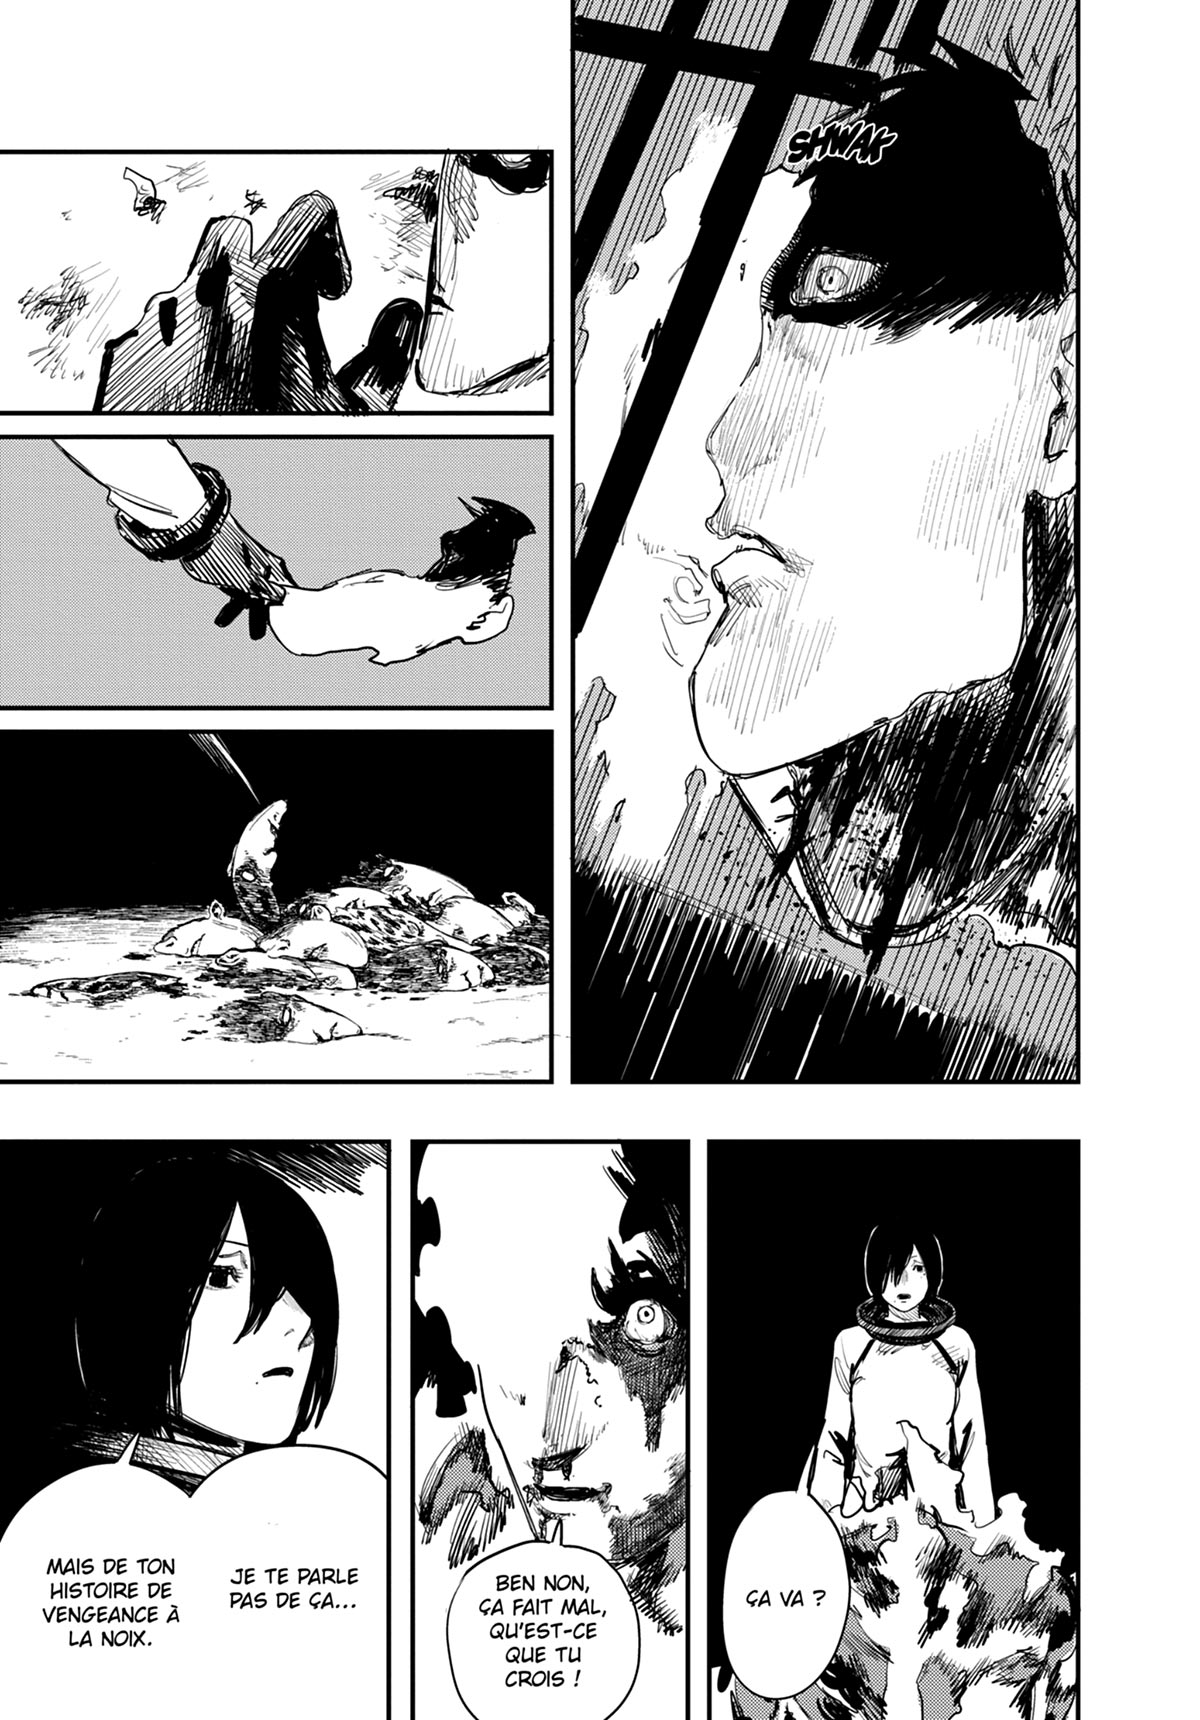 SHWAK
ÇA VA ?
BEN NON,
ÇA FAIT MAL,
QU'EST-CE
QUE TU
CROIS !
JE TE PARLE
PAS DE ÇA...
MAIS DE TON
HISTOIRE DE
VENGEANCE À
LA NOIX.